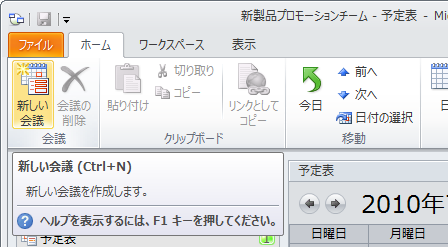 新製品プロモーションチーム - 予定表 - Mi
ファイル ホーム ワークスペース 表示
新しい会議
会議の削除
貼り付け
切り取り
コピー
リンクとしてコピー
今日
前へ
次へ
日付の選択
日
会議 クリップボード 移動
新しい会議 (Ctrl+N)
新しい会議を作成します。
ヘルプを表示するには、F1 キーを押してください。
予定表 1
予定表
2010年
日曜日 月曜日